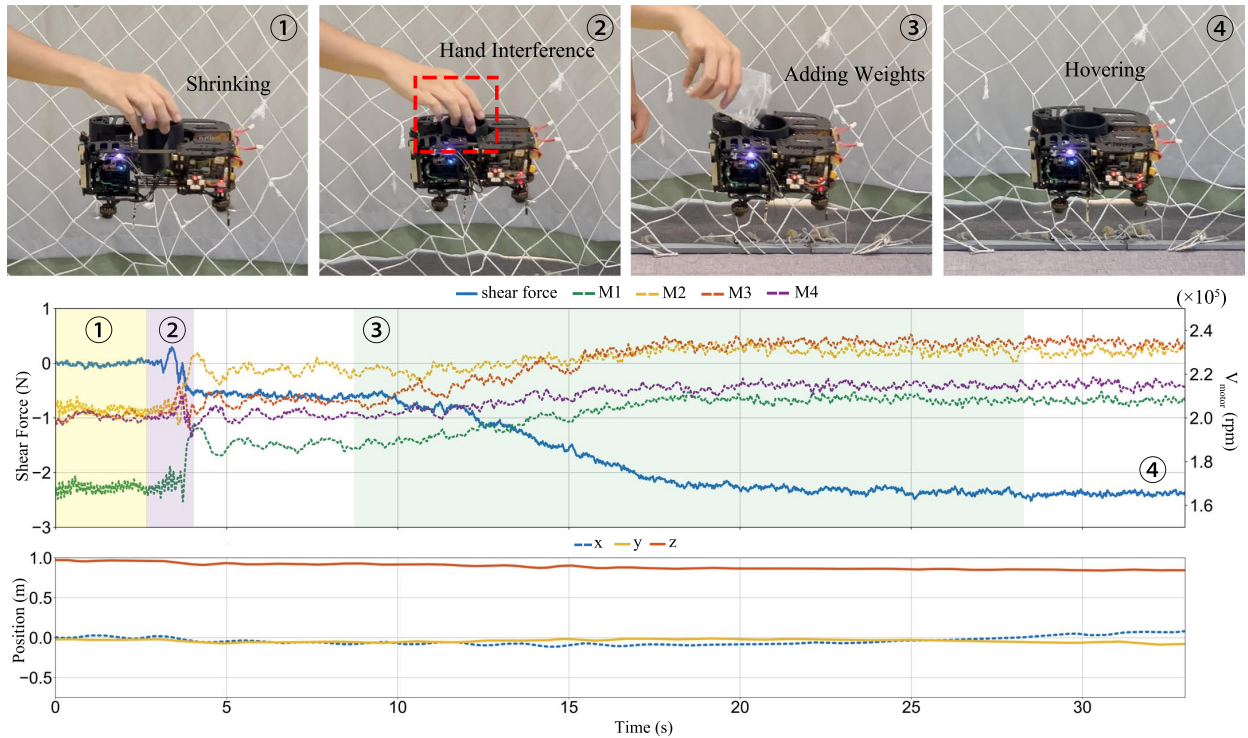 ①
Shrinking
②
Hand Interference
③
Adding Weights
④
Hovering
shear force M1 M2 M3 M4
(×10⁵)
①
②
③
④
Shear Force (N)
1
0
−1
−2
−3
2.4
2.2
2.0
1.8
1.6
V motor (rpm)
x y z
Position (m)
1.0
0.5
0.0
−0.5
0 5 10 15 20 25 30
Time (s)